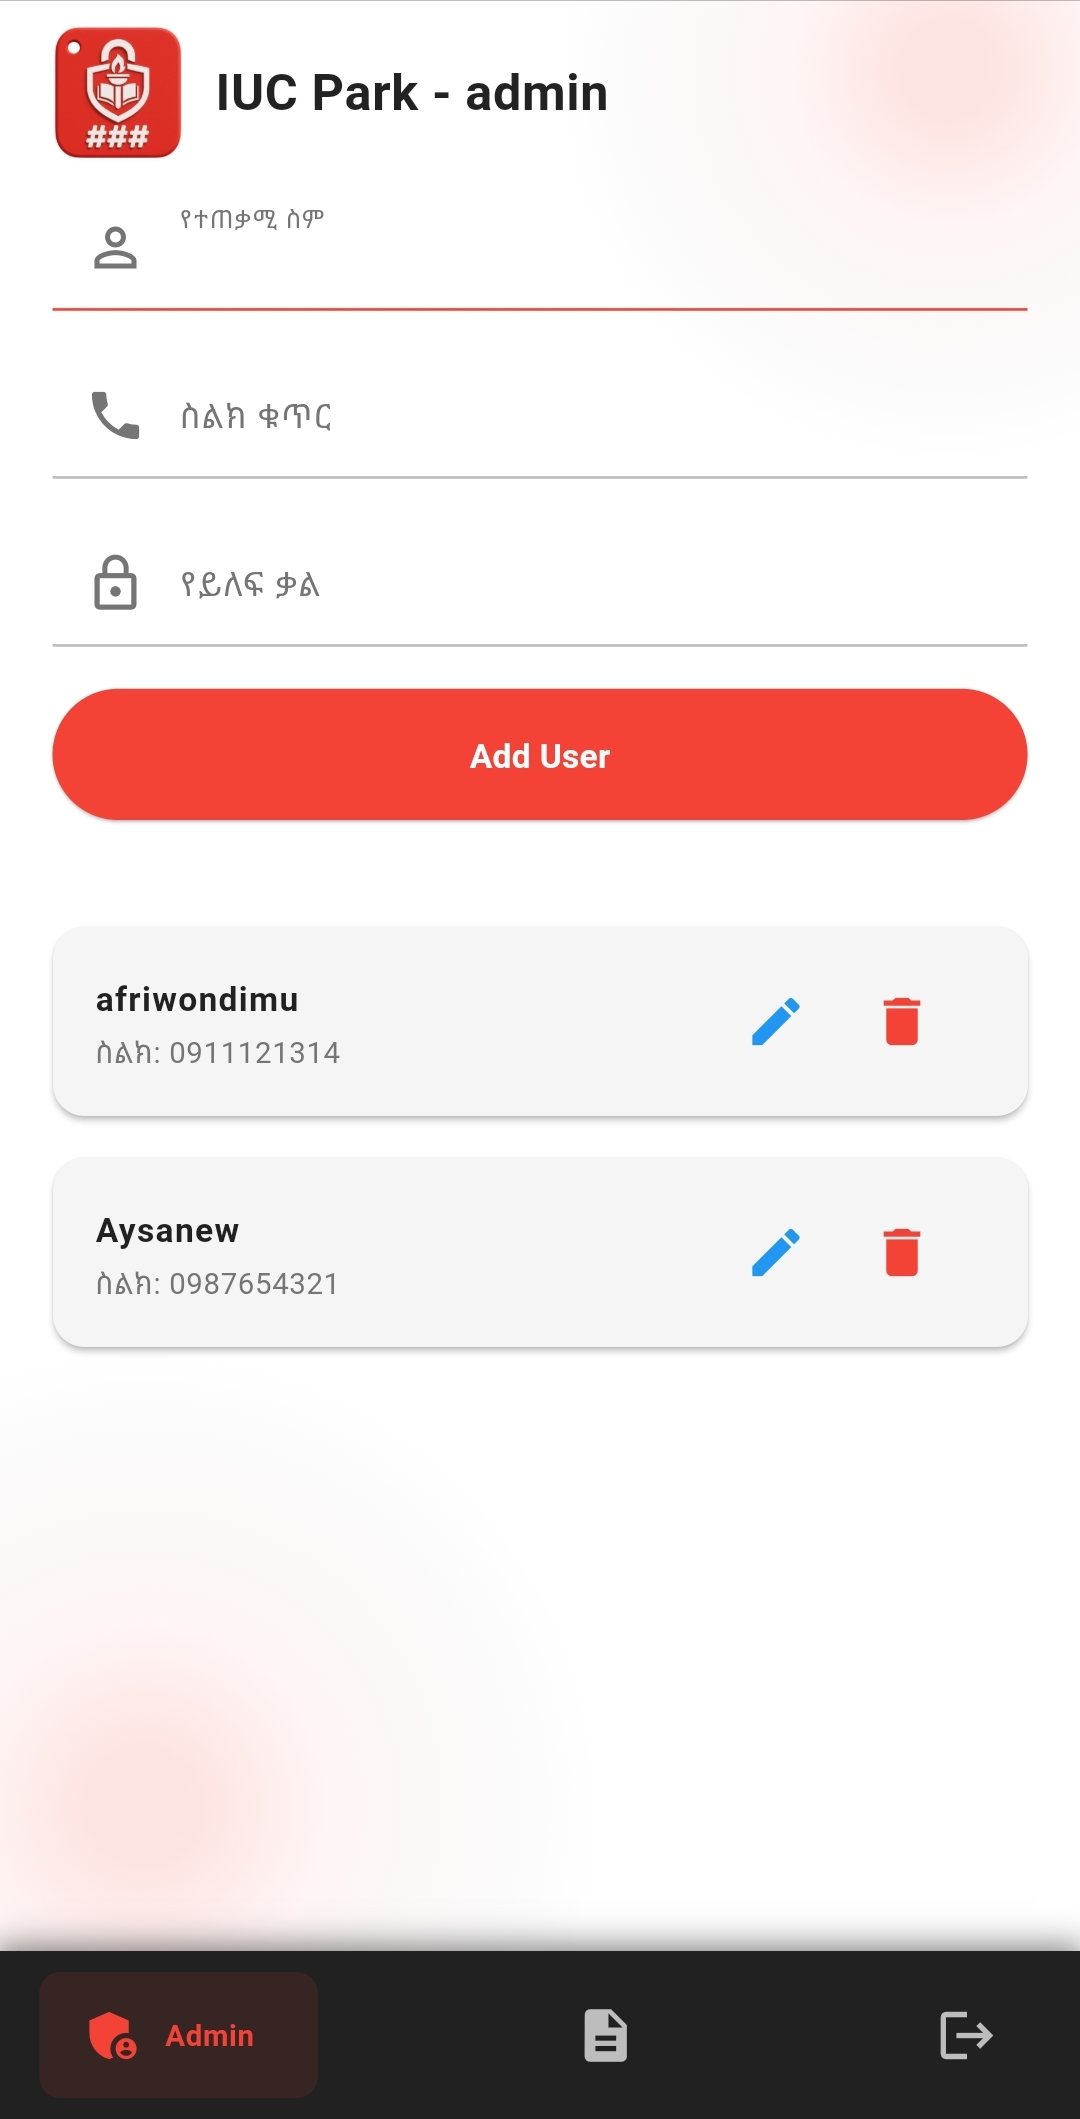 ###
IUC Park - admin
የተጠቃሚ ስም
ስልክ ቁጥር
የይለፍ ቃል
Add User
afriwondimu
ስልክ: 0911121314
Aysanew
ስልክ: 0987654321
Admin